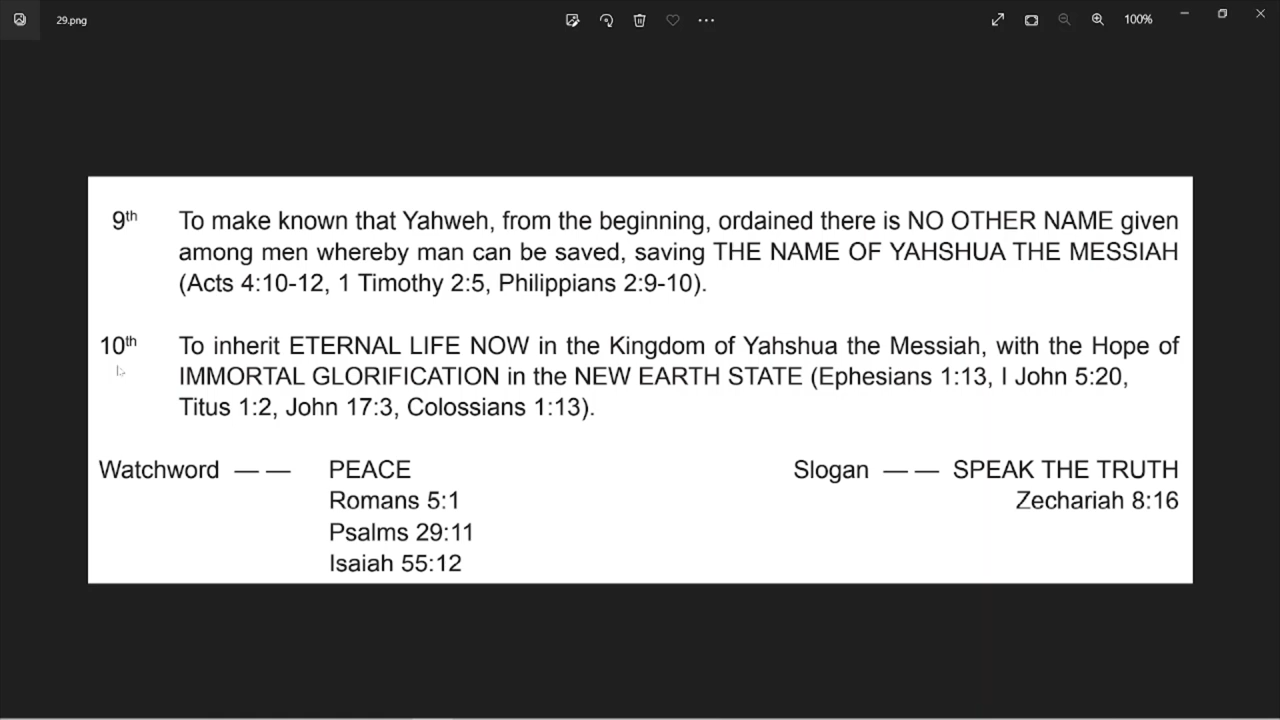 29.png
100%
9th To make known that Yahweh, from the beginning, ordained there is NO OTHER NAME given
among men whereby man can be saved, saving THE NAME OF YAHSHUA THE MESSIAH
(Acts 4:10-12, 1 Timothy 2:5, Philippians 2:9-10).
10th To inherit ETERNAL LIFE NOW in the Kingdom of Yahshua the Messiah, with the Hope of
IMMORTAL GLORIFICATION in the NEW EARTH STATE (Ephesians 1:13, I John 5:20,
Titus 1:2, John 17:3, Colossians 1:13).
Watchword — — PEACE Slogan — — SPEAK THE TRUTH
Romans 5:1 Zechariah 8:16
Psalms 29:11
Isaiah 55:12